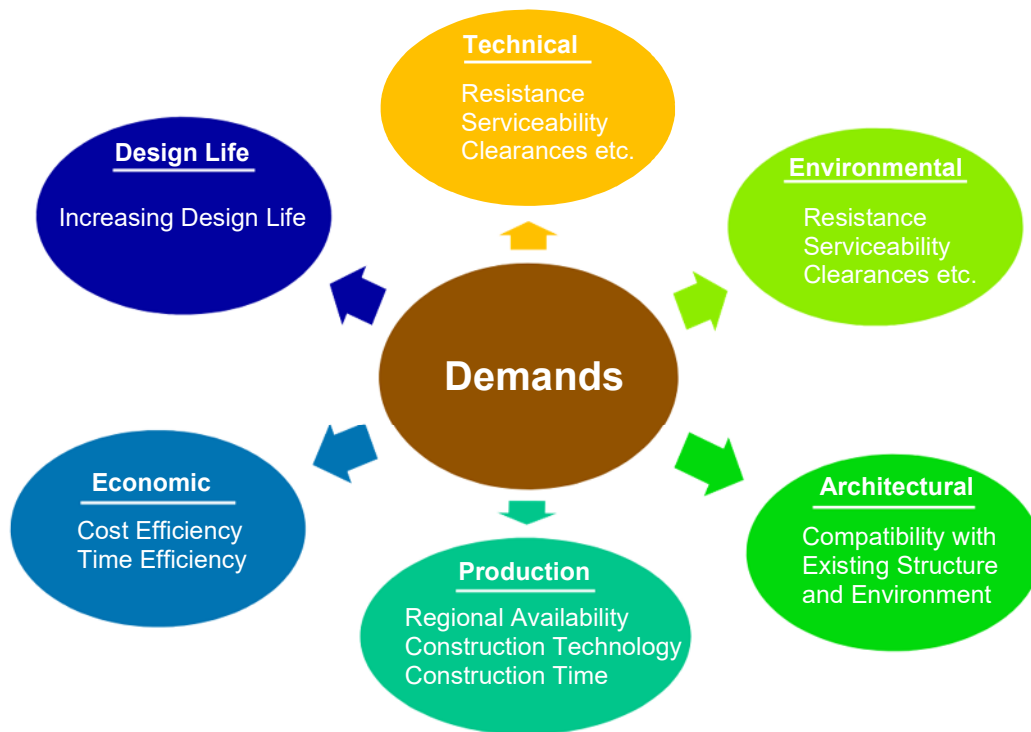 Technical
Resistance
Serviceability
Clearances etc.
Design Life
Increasing Design Life
Environmental
Resistance
Serviceability
Clearances etc.
Demands
Economic
Cost Efficiency
Time Efficiency
Architectural
Compatibility with
Existing Structure
and Environment
Production
Regional Availability
Construction Technology
Construction Time